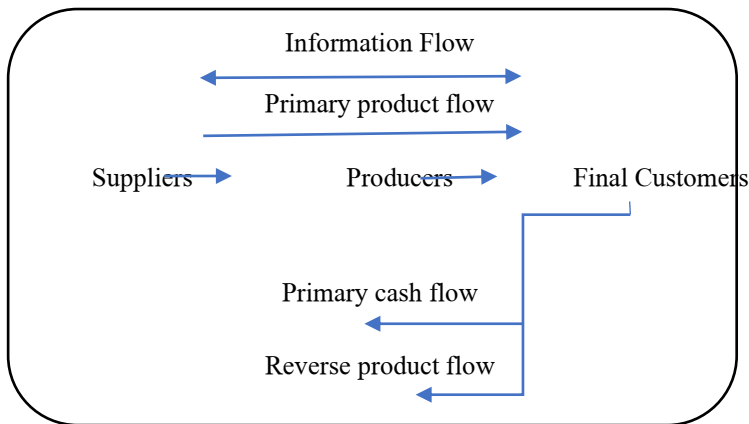 Information Flow
Primary product flow
Suppliers Producers Final Customers
Primary cash flow
Reverse product flow